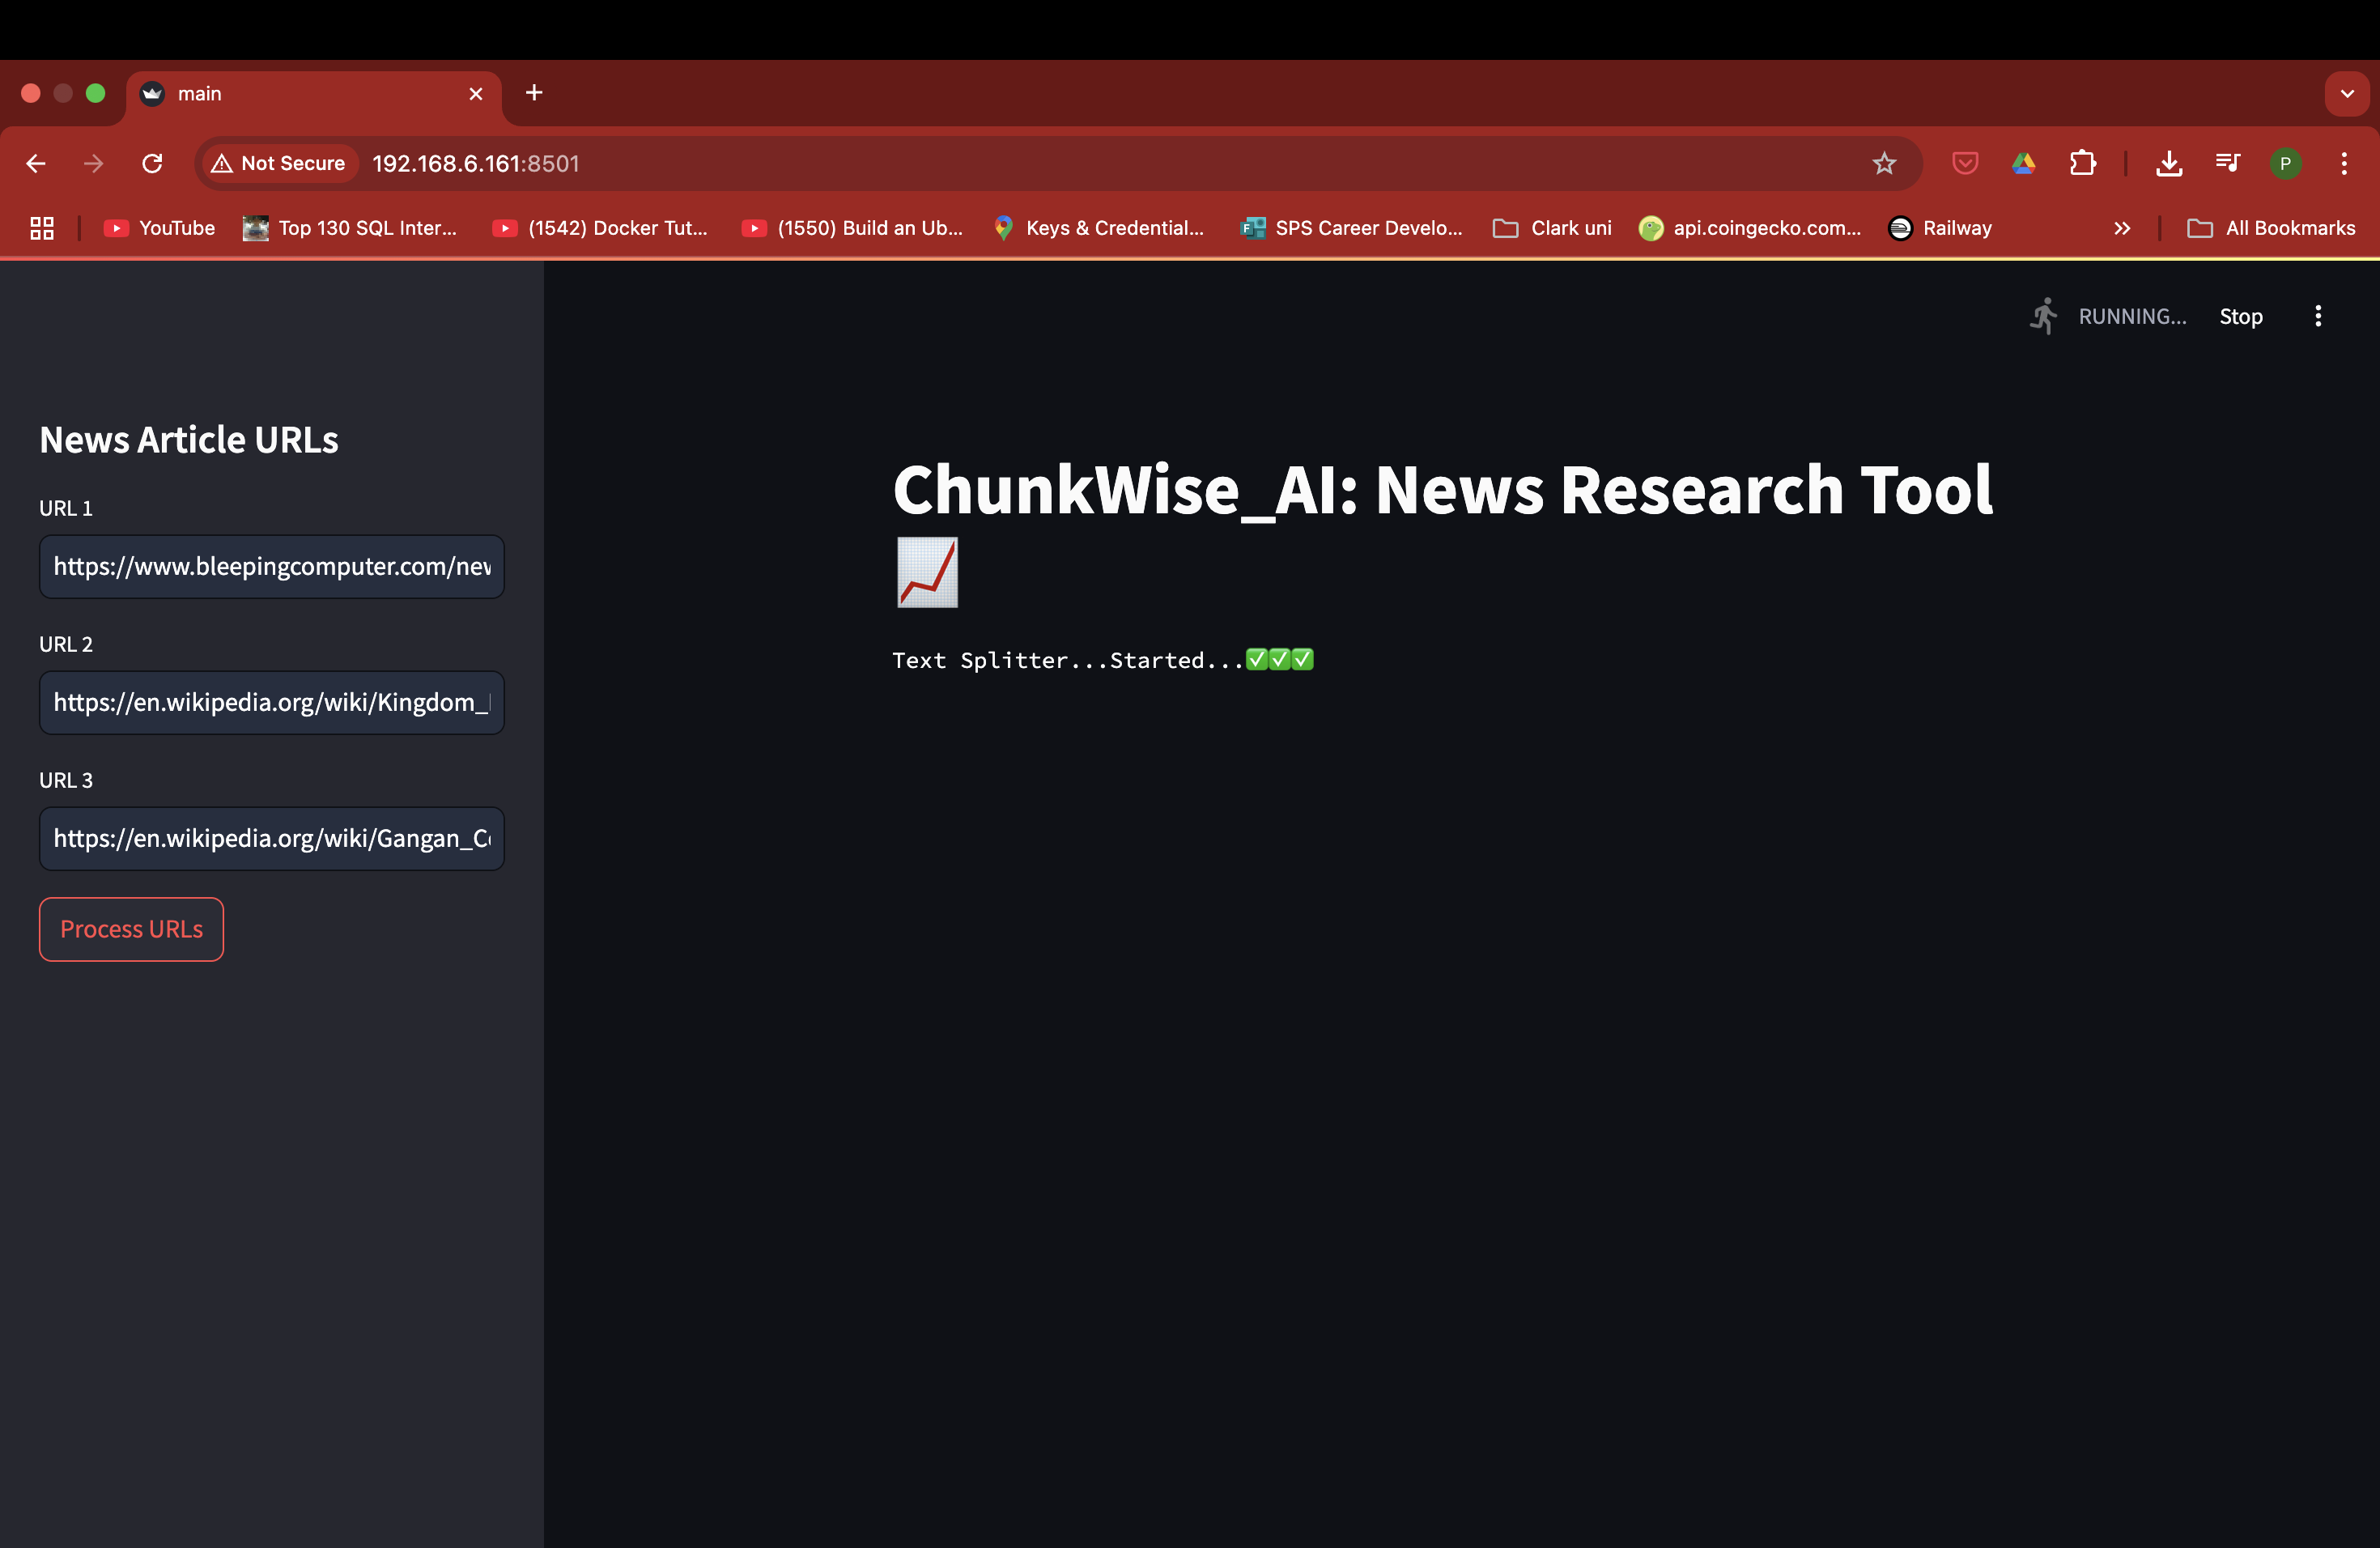 main
Not Secure 192.168.6.161:8501
P
YouTube Top 130 SQL Inter... (1542) Docker Tut... (1550) Build an Ub... Keys & Credential... SPS Career Develo... Clark uni api.coingecko.com... Railway All Bookmarks
RUNNING... Stop
News Article URLs
URL 1
https://www.bleepingcomputer.com/nev
URL 2
https://en.wikipedia.org/wiki/Kingdom_
URL 3
https://en.wikipedia.org/wiki/Gangan_C
Process URLs
ChunkWise_AI: News Research Tool
📈
Text Splitter...Started...✅✅✅